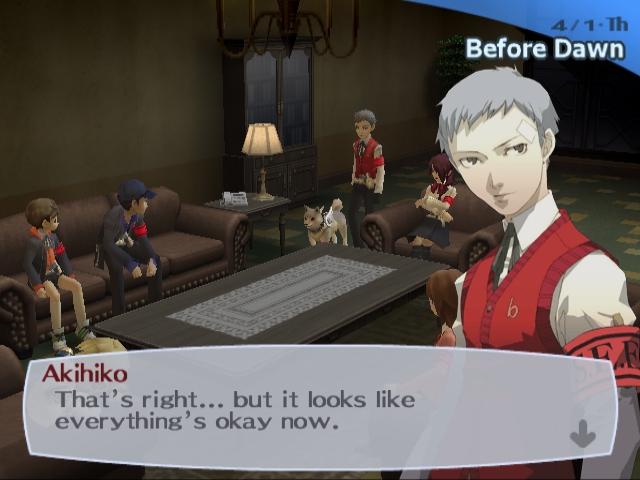 4/1·Th
Before Dawn
b
S.E.E.
Akihiko
That's right... but it looks like
everything's okay now.